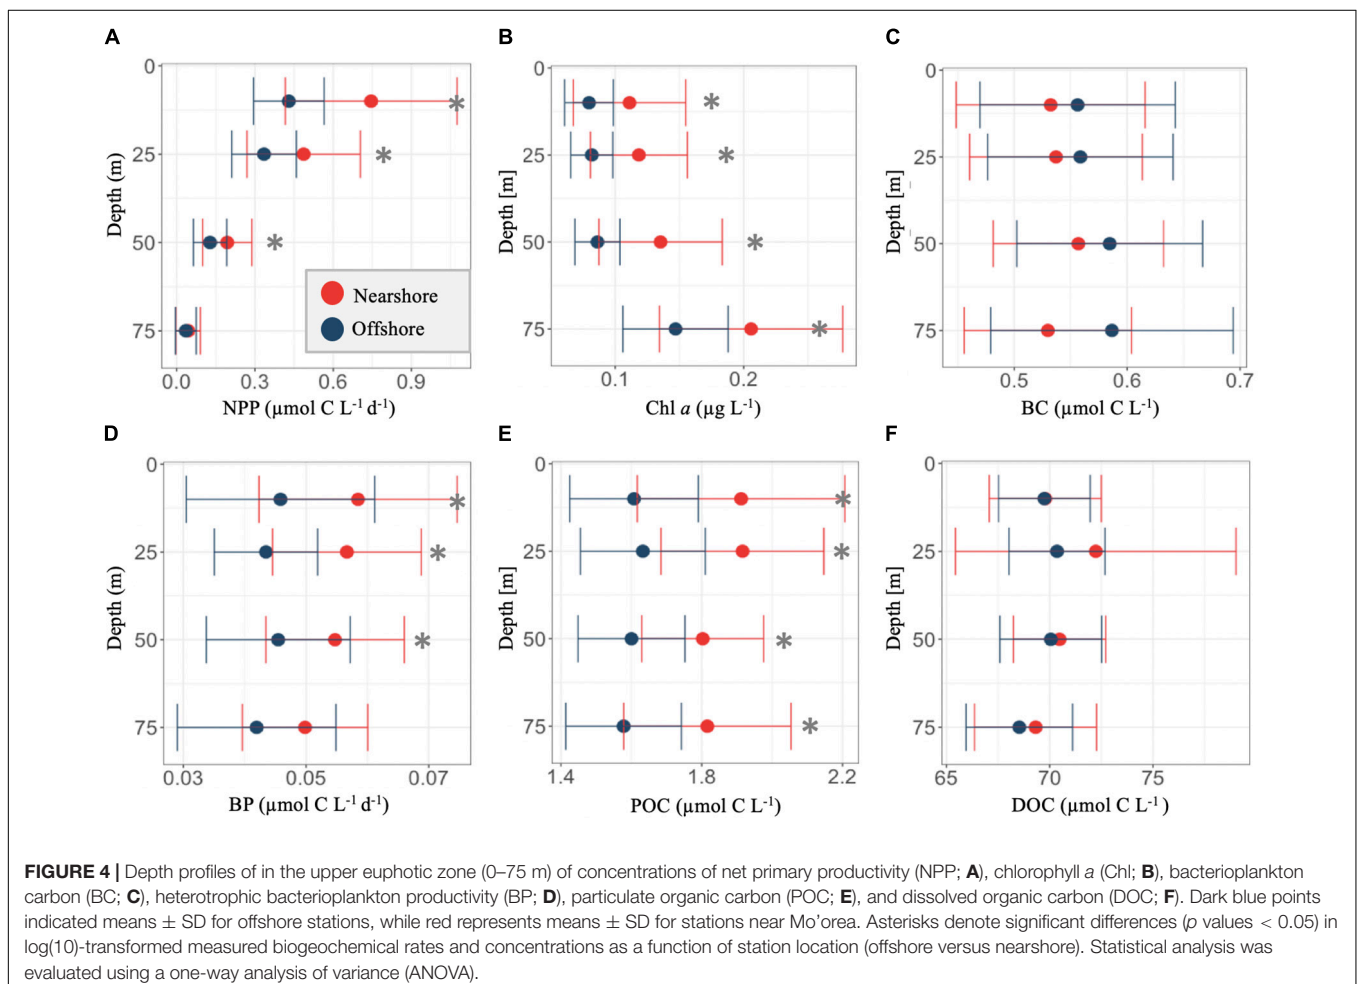 A
0
25
50
75
Depth (m)
0.0 0.3 0.6 0.9
NPP (µmol C L⁻¹ d⁻¹)
Nearshore
Offshore
B
0
25
50
75
Depth [m]
0.1 0.2
Chl a (µg L⁻¹)
C
0
25
50
75
Depth [m]
0.5 0.6 0.7
BC (µmol C L⁻¹)
D
0
25
50
75
Depth (m)
0.03 0.05 0.07
BP (µmol C L⁻¹ d⁻¹)
E
0
25
50
75
Depth [m]
1.4 1.8 2.2
POC (µmol C L⁻¹)
F
0
25
50
75
Depth [m]
65 70 75
DOC (µmol C L⁻¹ )
FIGURE 4 | Depth profiles of in the upper euphotic zone (0–75 m) of concentrations of net primary productivity (NPP; A), chlorophyll a (Chl; B), bacterioplankton
carbon (BC; C), heterotrophic bacterioplankton productivity (BP; D), particulate organic carbon (POC; E), and dissolved organic carbon (DOC; F). Dark blue points
indicated means ± SD for offshore stations, while red represents means ± SD for stations near Mo'orea. Asterisks denote significant differences (p values < 0.05) in
log(10)-transformed measured biogeochemical rates and concentrations as a function of station location (offshore versus nearshore). Statistical analysis was
evaluated using a one-way analysis of variance (ANOVA).